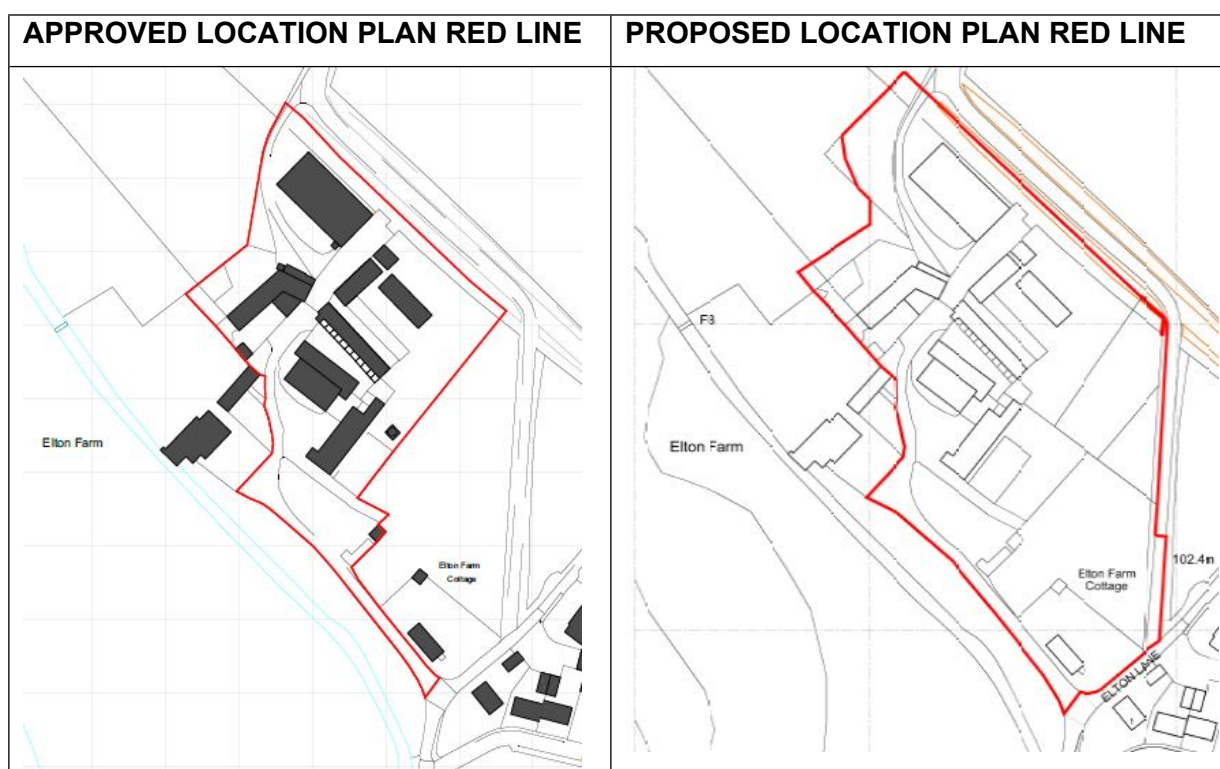 APPROVED LOCATION PLAN RED LINE
PROPOSED LOCATION PLAN RED LINE
Elton Farm
Elton Farm
Cottage
FB
Elton Farm
102.4m
Elton Farm
Cottage
ELTON LANE